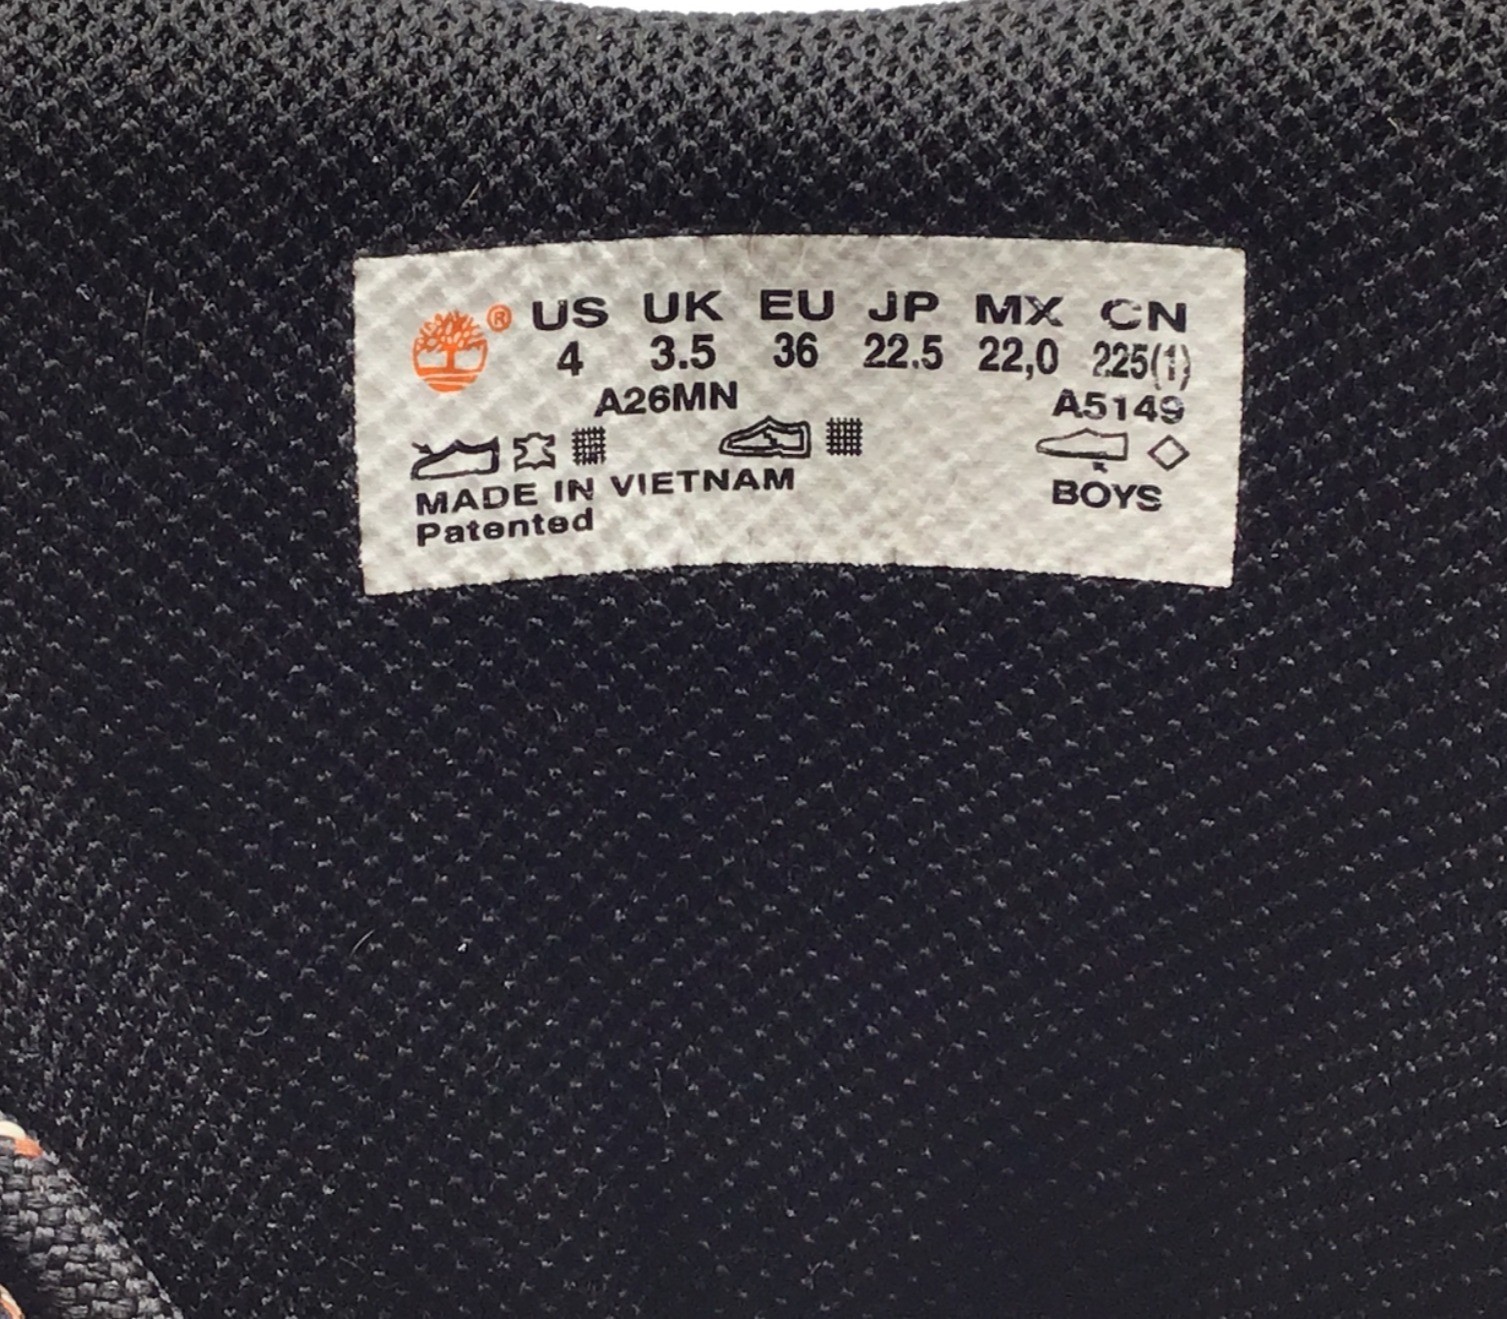 ® US UK EU JP MX CN
4 3.5 36 22.5 22,0 225(1)
A26MN A5149
MADE IN VIETNAM BOYS
Patented